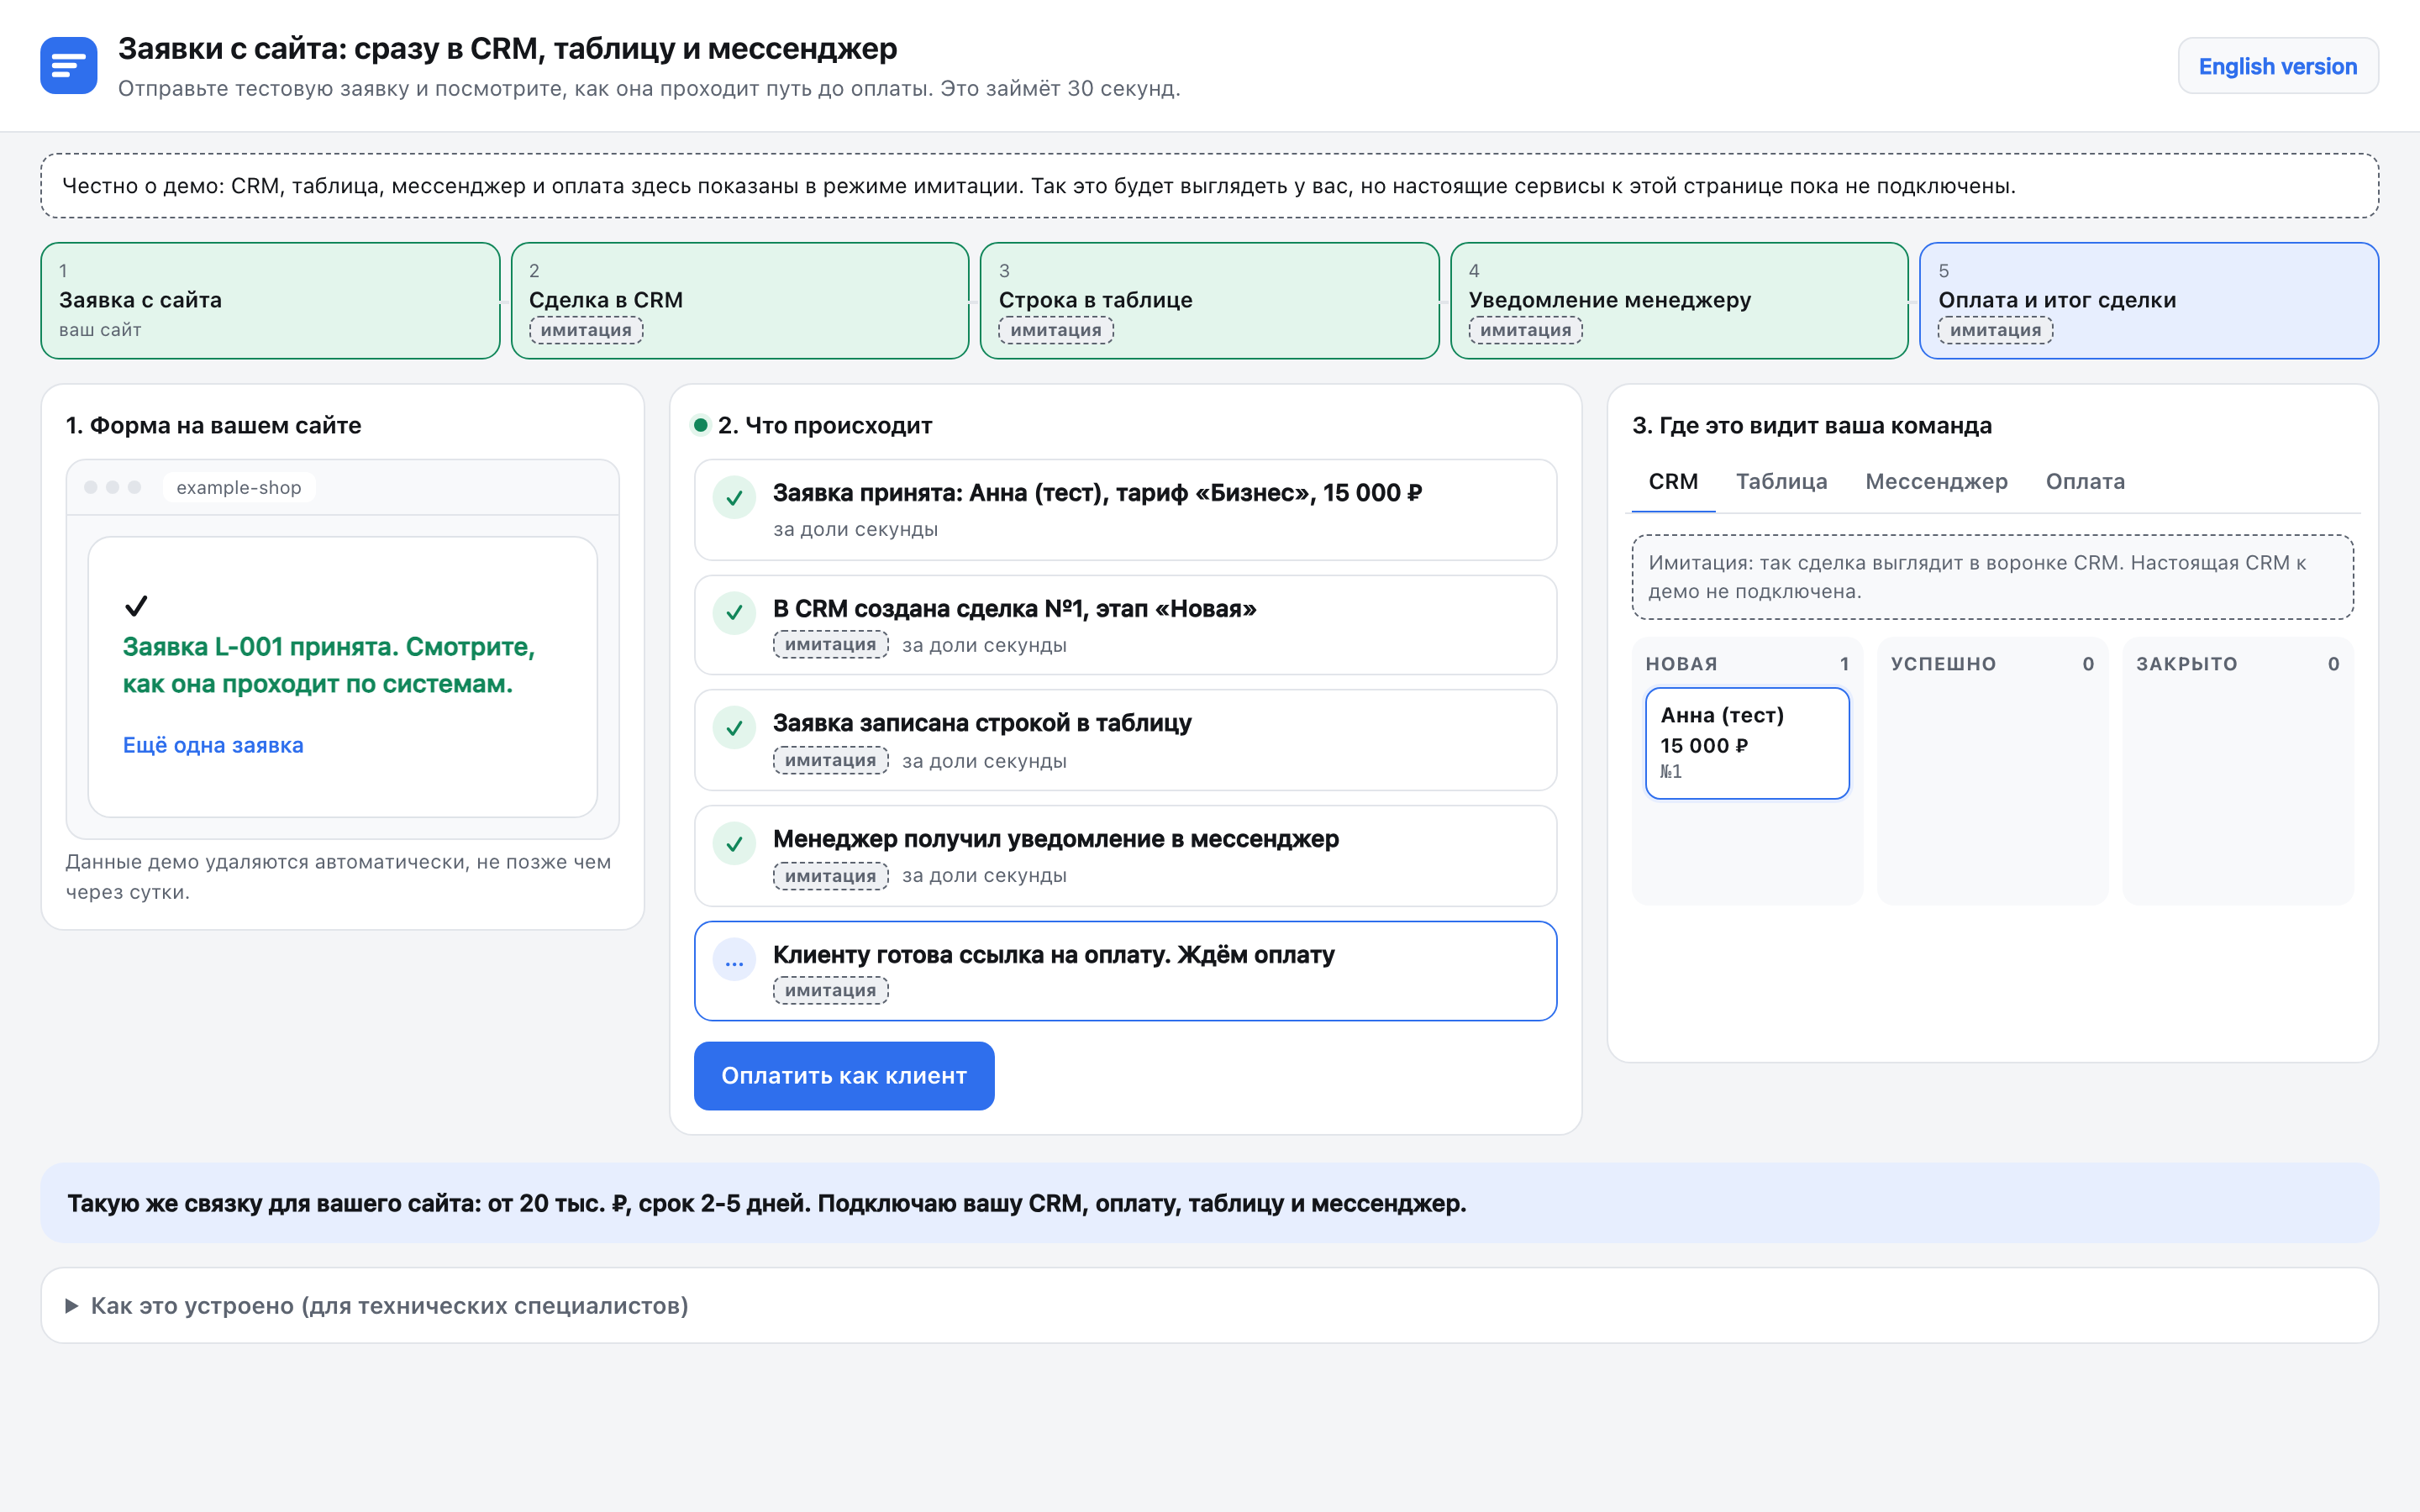 Заявки с сайта: сразу в CRM, таблицу и мессенджер
Отправьте тестовую заявку и посмотрите, как она проходит путь до оплаты. Это займёт 30 секунд.
English version
Честно о демо: CRM, таблица, мессенджер и оплата здесь показаны в режиме имитации. Так это будет выглядеть у вас, но настоящие сервисы к этой странице пока не подключены.
1
Заявка с сайта
ваш сайт
2
Сделка в CRM
имитация
3
Строка в таблице
имитация
4
Уведомление менеджеру
имитация
5
Оплата и итог сделки
имитация
1. Форма на вашем сайте
example-shop
Заявка L-001 принята. Смотрите,
как она проходит по системам.
Ещё одна заявка
Данные демо удаляются автоматически, не позже чем
через сутки.
2. Что происходит
Заявка принята: Анна (тест), тариф «Бизнес», 15 000 ₽
за доли секунды
В CRM создана сделка №1, этап «Новая»
имитация за доли секунды
Заявка записана строкой в таблицу
имитация за доли секунды
Менеджер получил уведомление в мессенджер
имитация за доли секунды
... Клиенту готова ссылка на оплату. Ждём оплату
имитация
Оплатить как клиент
3. Где это видит ваша команда
CRM Таблица Мессенджер Оплата
Имитация: так сделка выглядит в воронке CRM. Настоящая CRM к
демо не подключена.
НОВАЯ 1
Анна (тест)
15 000 ₽
№1
УСПЕШНО 0
ЗАКРЫТО 0
Такую же связку для вашего сайта: от 20 тыс. ₽, срок 2-5 дней. Подключаю вашу CRM, оплату, таблицу и мессенджер.
Как это устроено (для технических специалистов)